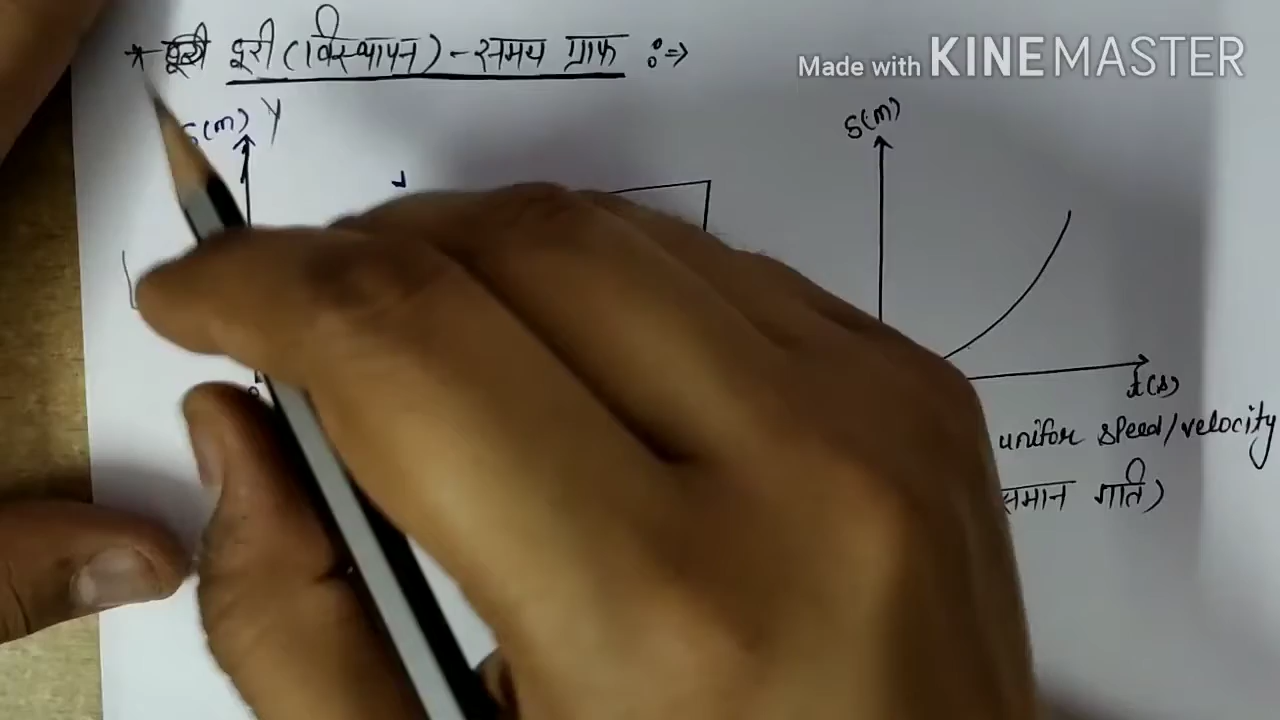 * दूरी (विस्थापन) - समय ग्राफ :⇒
Made with KINEMASTER
S(m) Y
S(m)
t(s)
unifor speed/velocity
समान गति)